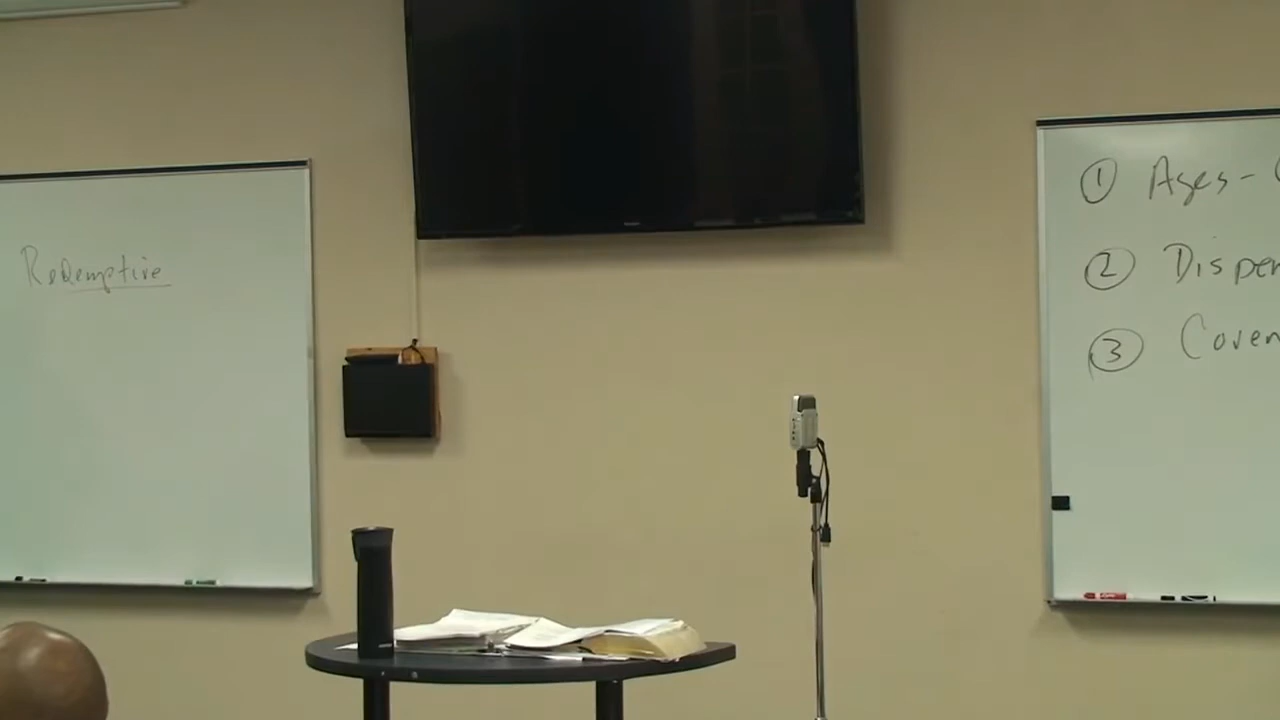 Redemptive
① Ages -
② Dispen
③ Coven